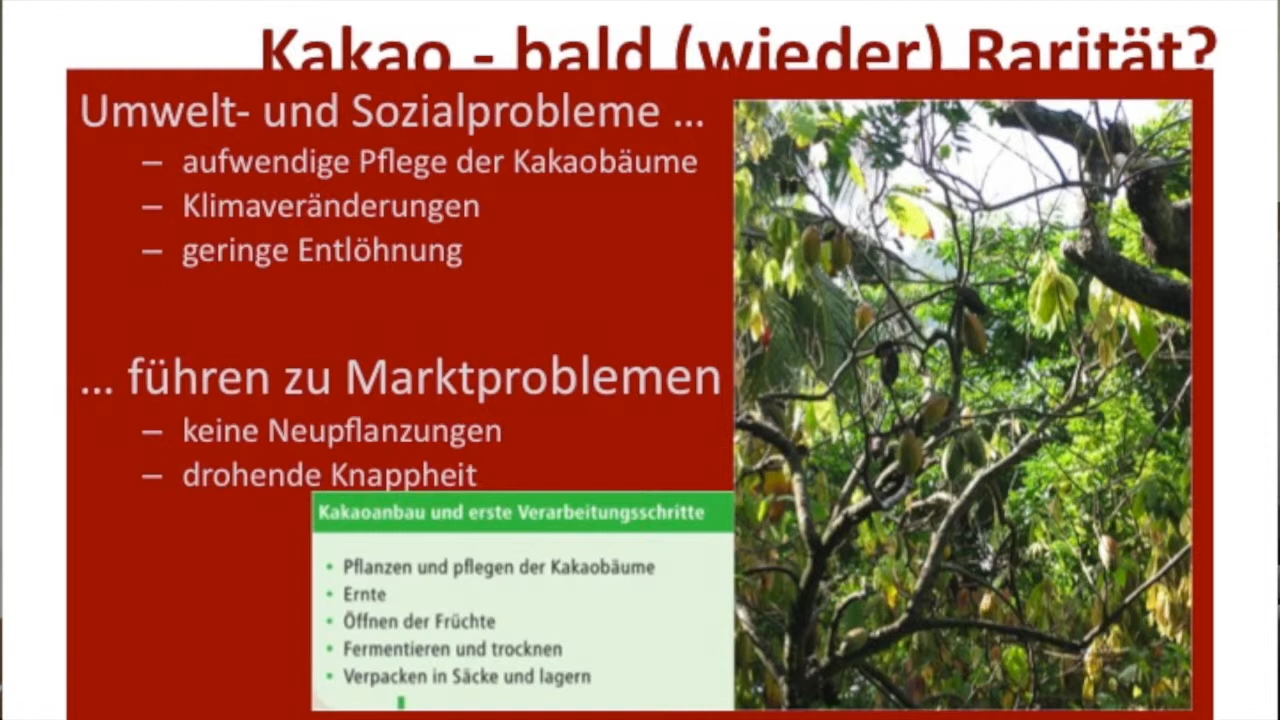 Kakao - bald (wieder) Rarität?
Umwelt- und Sozialprobleme ...
– aufwendige Pflege der Kakaobäume
– Klimaveränderungen
– geringe Entlöhnung
... führen zu Marktproblemen
– keine Neupflanzungen
– drohende Knappheit
Kakaoanbau und erste Verarbeitungsschritte
• Pflanzen und pflegen der Kakaobäume
• Ernte
• Öffnen der Früchte
• Fermentieren und trocknen
• Verpacken in Säcke und lagern